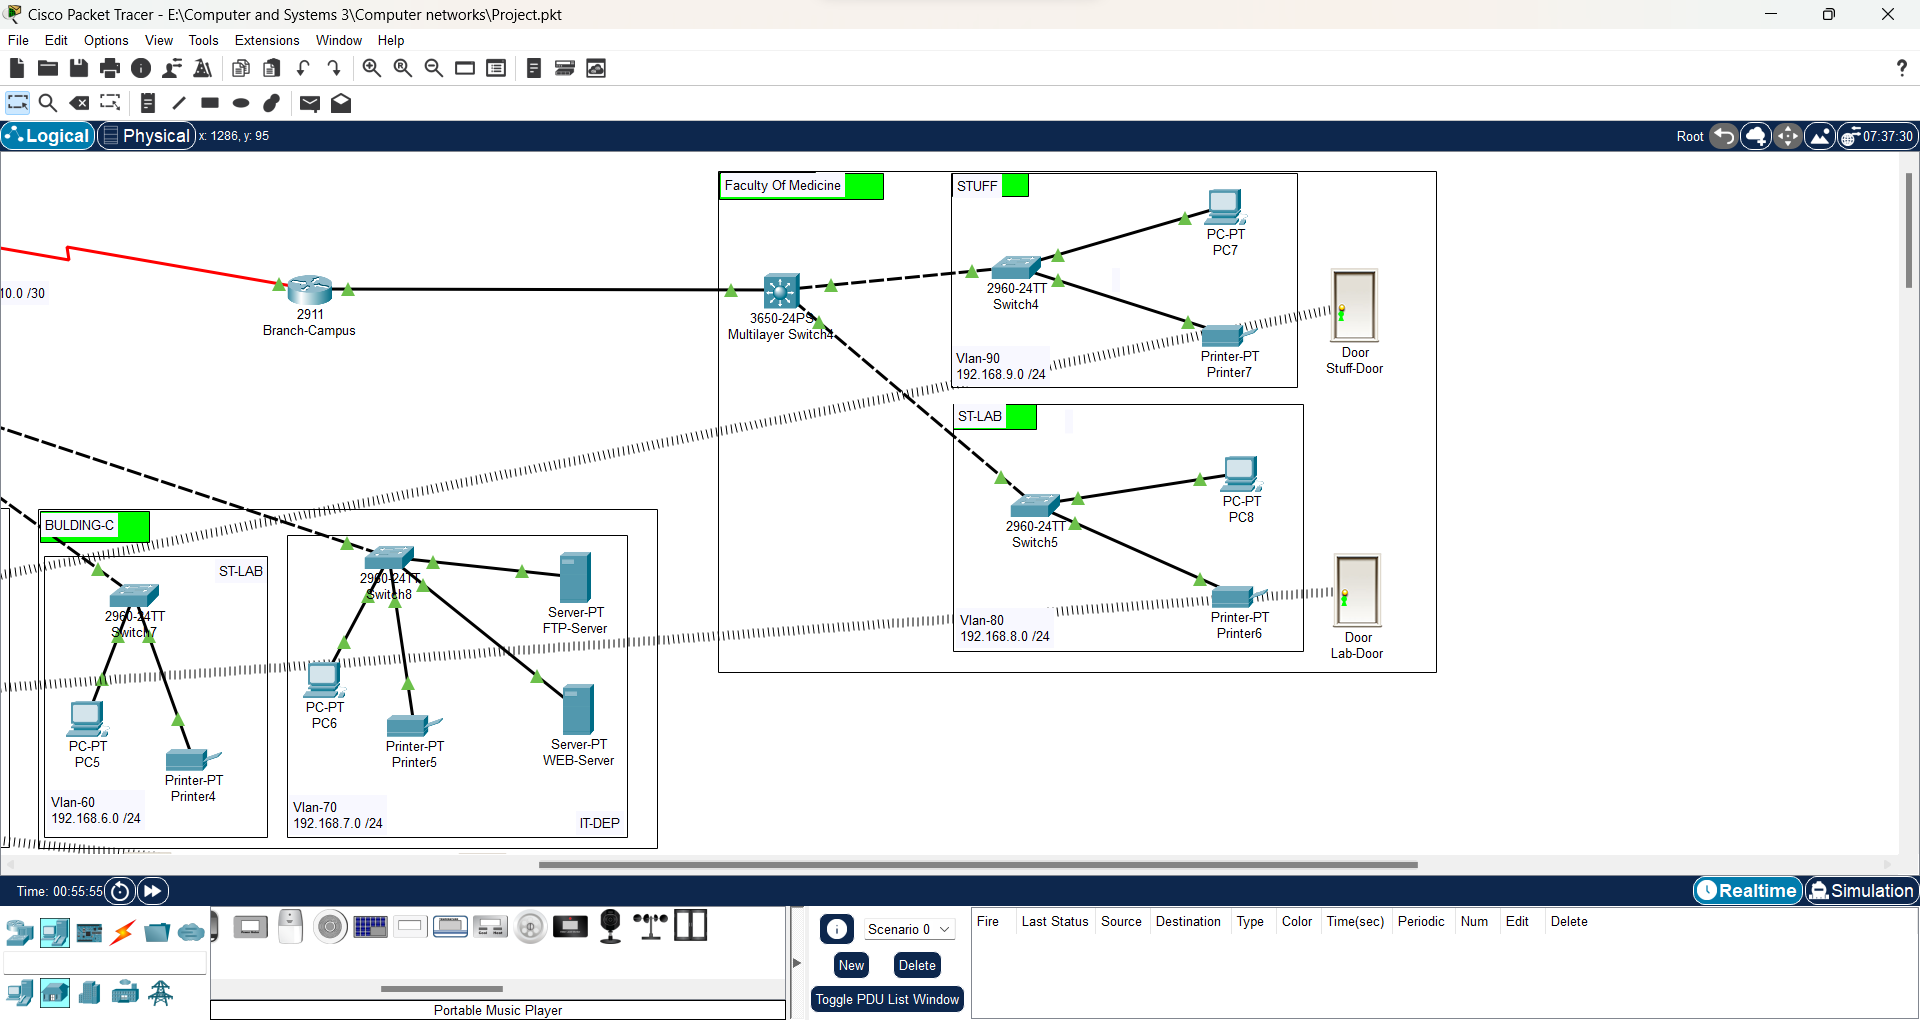 Cisco Packet Tracer - E:\Computer and Systems 3\Computer networks\Project.pkt
File Edit Options View Tools Extensions Window Help
Logical Physical x: 1286, y: 95 Root 07:37:30
Faculty Of Medicine
STUFF
PC-PT
PC7
10.0 /30
2911
Branch-Campus
3650-24PS
Multilayer Switch4
2960-24TT
Switch4
Vlan-90
192.168.9.0 /24
Printer-PT
Printer7
Door
Stuff-Door
ST-LAB
PC-PT
PC8
2960-24TT
Switch5
Vlan-80
192.168.8.0 /24
Printer-PT
Printer6
Door
Lab-Door
BULDING-C
ST-LAB
2960-24TT
Switch7
PC-PT
PC5
Printer-PT
Printer4
Vlan-60
192.168.6.0 /24
2960-24TT
Switch8
Server-PT
FTP-Server
PC-PT
PC6
Printer-PT
Printer5
Server-PT
WEB-Server
Vlan-70
192.168.7.0 /24
IT-DEP
Time: 00:55:55 Realtime Simulation
Scenario 0
New Delete
Toggle PDU List Window
Fire Last Status Source Destination Type Color Time(sec) Periodic Num Edit Delete
Portable Music Player